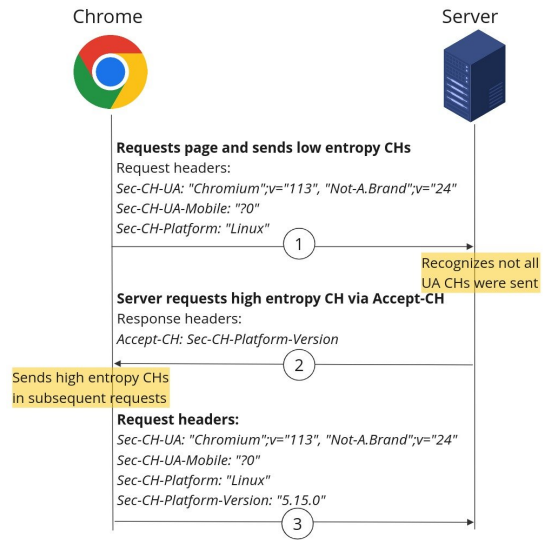 Chrome
Server
Requests page and sends low entropy CHs
Request headers:
Sec-CH-UA: "Chromium";v="113", "Not-A.Brand";v="24"
Sec-CH-UA-Mobile: "?0"
Sec-CH-Platform: "Linux"
1
Recognizes not all
UA CHs were sent
Server requests high entropy CH via Accept-CH
Response headers:
Accept-CH: Sec-CH-Platform-Version
2
Sends high entropy CHs
in subsequent requests
Request headers:
Sec-CH-UA: "Chromium";v="113", "Not-A.Brand";v="24"
Sec-CH-UA-Mobile: "?0"
Sec-CH-Platform: "Linux"
Sec-CH-Platform-Version: "5.15.0"
3